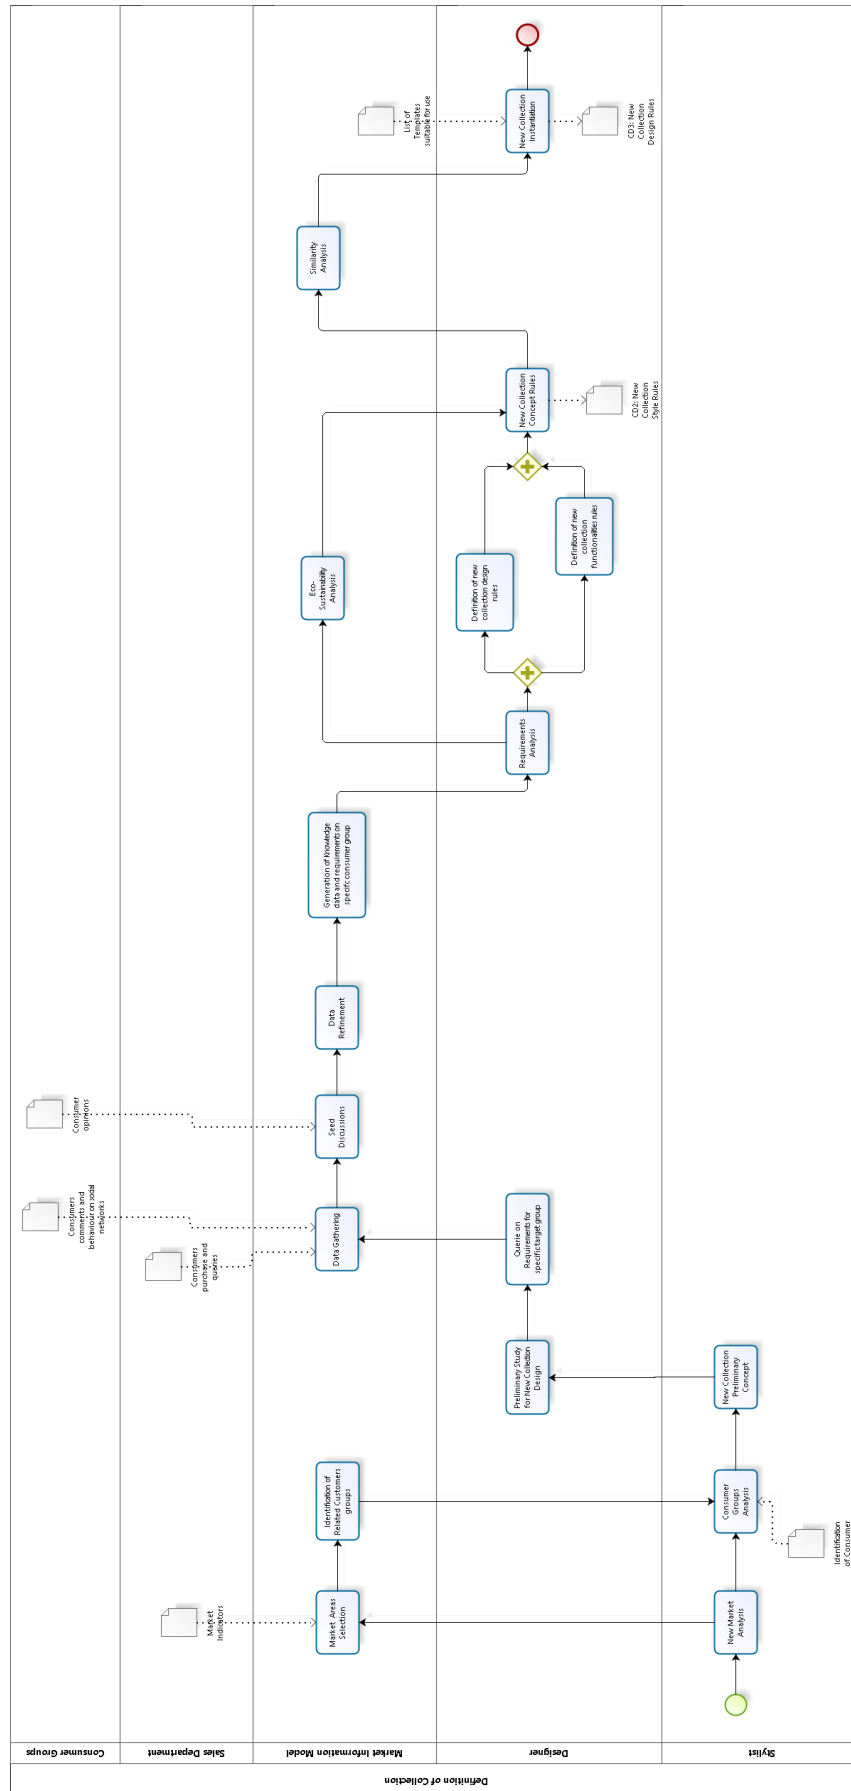 Definition of Collection
Consumer Groups
Sales Department
Market Information Model
Designer
Stylist
New Market
Analysis
Market Areas
Selection
Market
Indicators
Identification of
Related Customers
groups
Consumer
Groups
Analysis
Identification
of Consumer
New Collection
Preliminary
Concept
Preliminary Study
for New Collection
Design
Querie on
Requirements for
specific target group
Data Gathering
Consumers
purchase and
queries
Consumers
comments and
behaviour on social
networks
Seed
Discussions
Consumer
opinions
Data
Refinement
Generation of Knowledge
data and requirements on
specific consumer group
Requirements
Analysis
Eco-
Sustainability
Analysis
Definition of new
collection design
rules
Definition of new
collection
functionalities rules
New Collection
Concept Rules
CD2: New
Collection
Style Rules
Similarity
Analysis
New Collection
Instantiation
List of
Templates
suitable for use
CD3: New
Collection
Design Rules